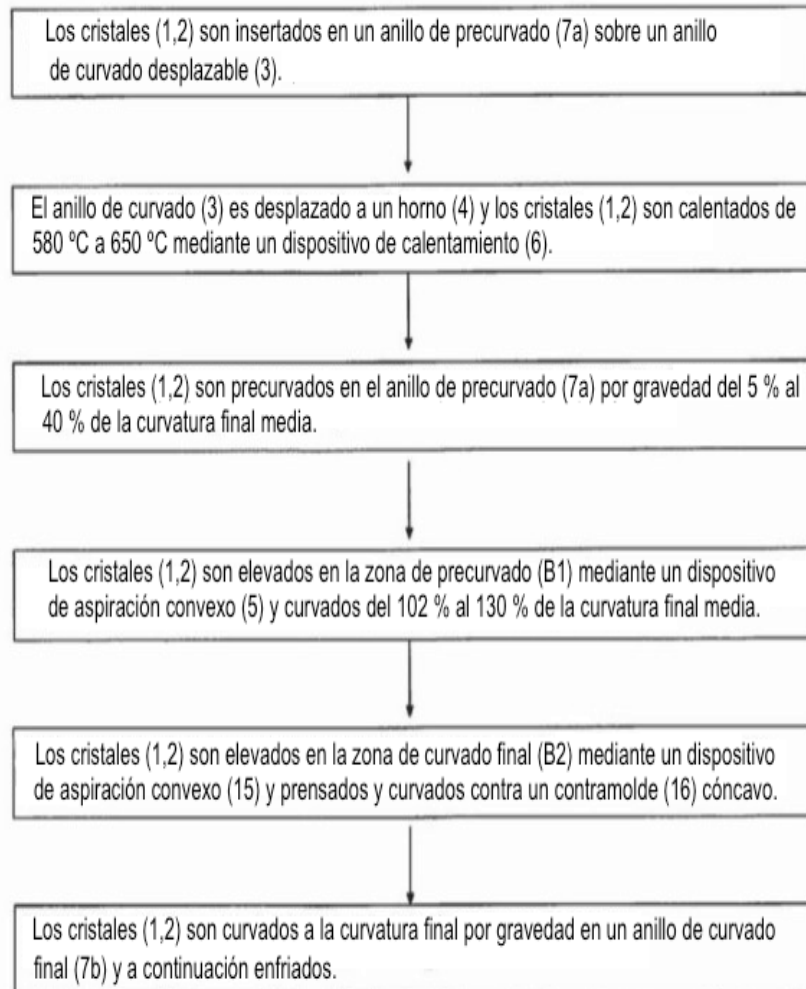 Los cristales (1,2) son insertados en un anillo de precurvado (7a) sobre un anillo
de curvado desplazable (3).
El anillo de curvado (3) es desplazado a un horno (4) y los cristales (1,2) son calentados de
580 ºC a 650 ºC mediante un dispositivo de calentamiento (6).
Los cristales (1,2) son precurvados en el anillo de precurvado (7a) por gravedad del 5 % al
40 % de la curvatura final media.
Los cristales (1,2) son elevados en la zona de precurvado (B1) mediante un dispositivo
de aspiración convexo (5) y curvados del 102 % al 130 % de la curvatura final media.
Los cristales (1,2) son elevados en la zona de curvado final (B2) mediante un dispositivo
de aspiración convexo (15) y prensados y curvados contra un contramolde (16) cóncavo.
Los cristales (1,2) son curvados a la curvatura final por gravedad en un anillo de curvado
final (7b) y a continuación enfriados.